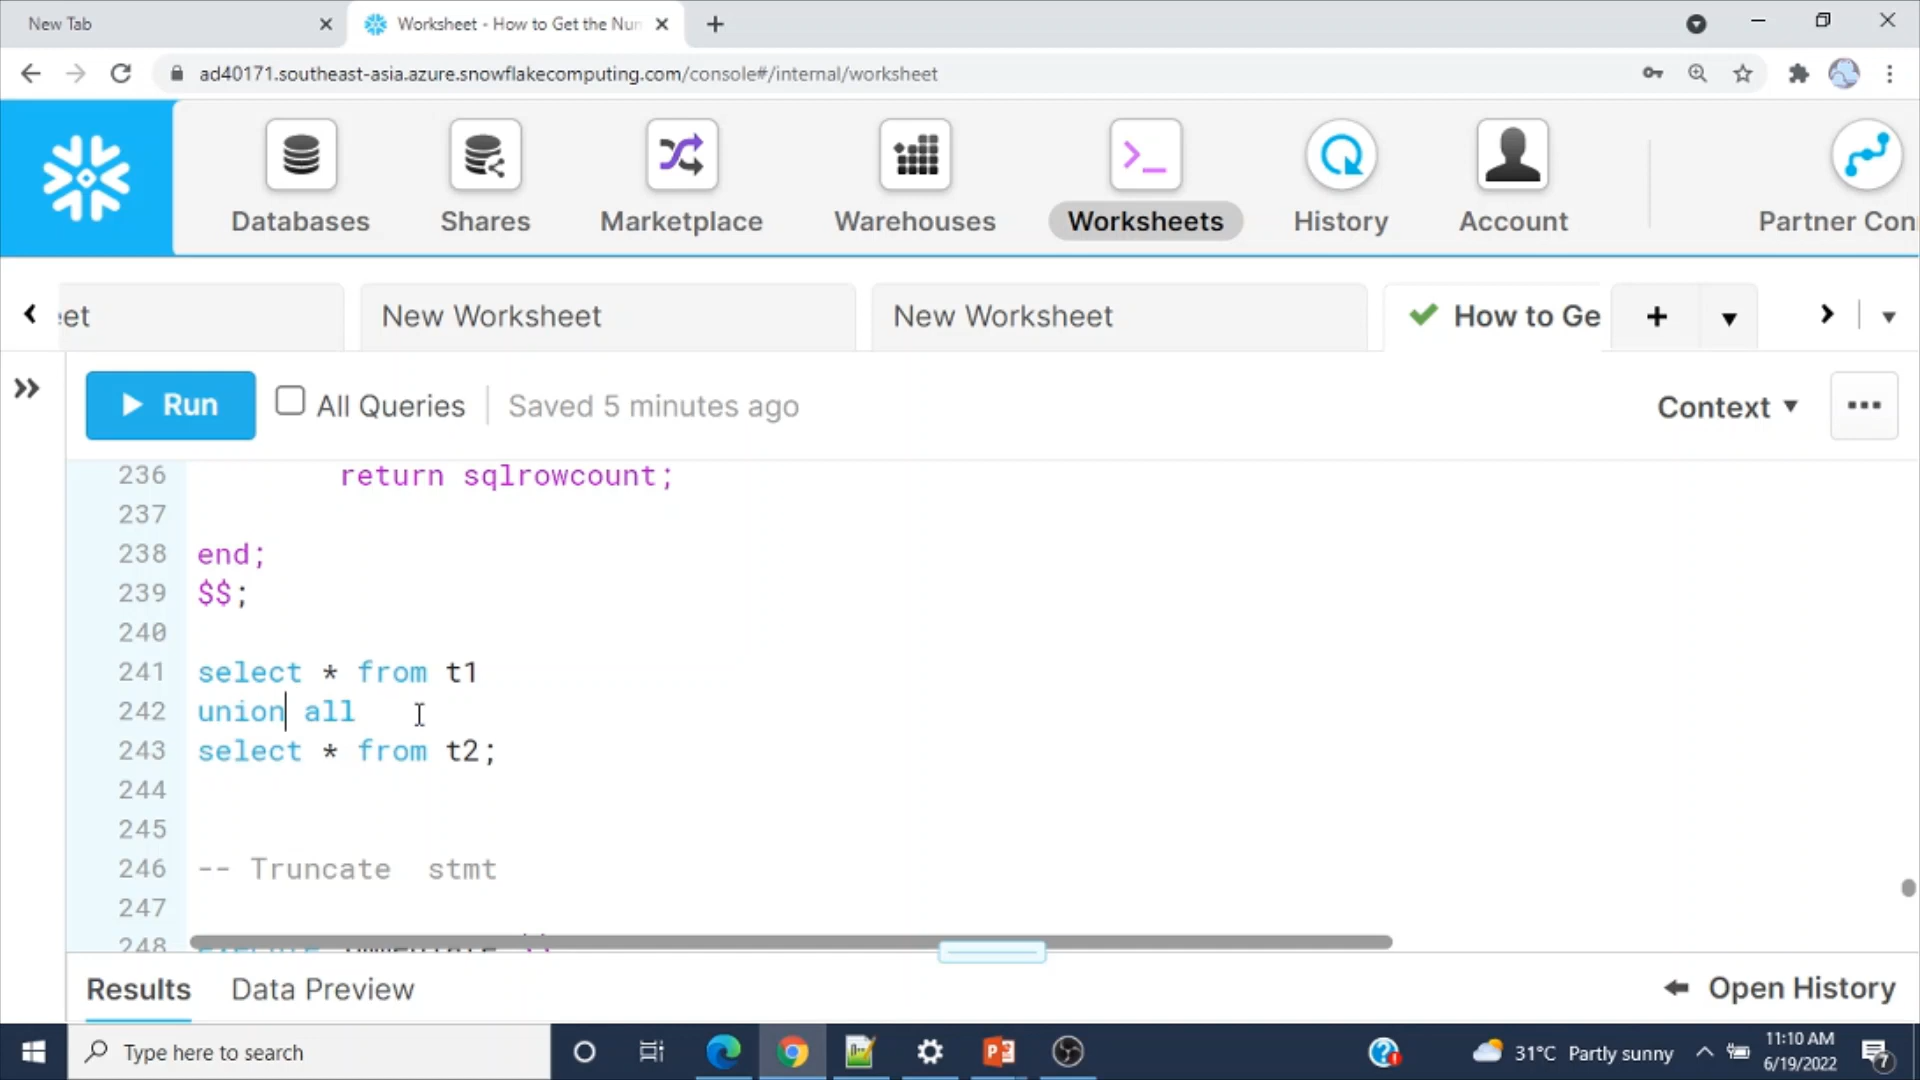 New Tab
Worksheet - How to Get the Nun
ad40171.southeast-asia.azure.snowflakecomputing.com/console#/internal/worksheet
Databases
Shares
Marketplace
Warehouses
Worksheets
History
Account
Partner Con
eet
New Worksheet
New Worksheet
How to Ge
Run
All Queries
Saved 5 minutes ago
Context
236 return sqlrowcount;
237
238 end;
239 $$;
240
241 select * from t1
242 union all
243 select * from t2;
244
245
246 -- Truncate stmt
247
248
Results
Data Preview
Open History
Type here to search
31°C Partly sunny
11:10 AM
6/19/2022
7